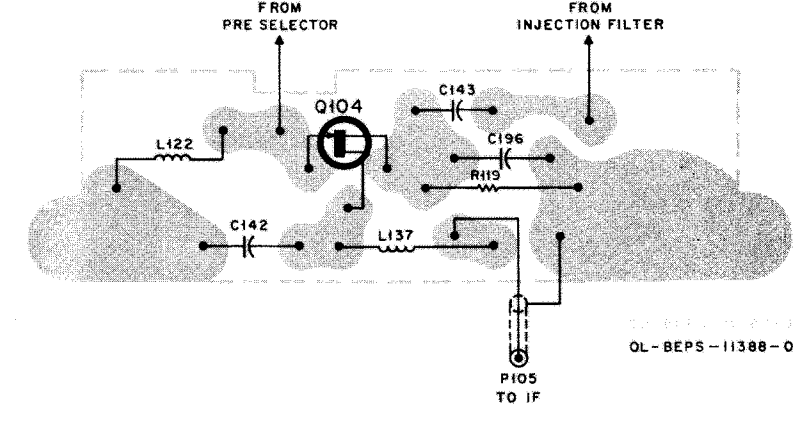 FROM
PRE SELECTOR
FROM
INJECTION FILTER
C143
Q104
L122
C196
R119
C142
L137
OL-BEPS-11388-0
P105
TO IF